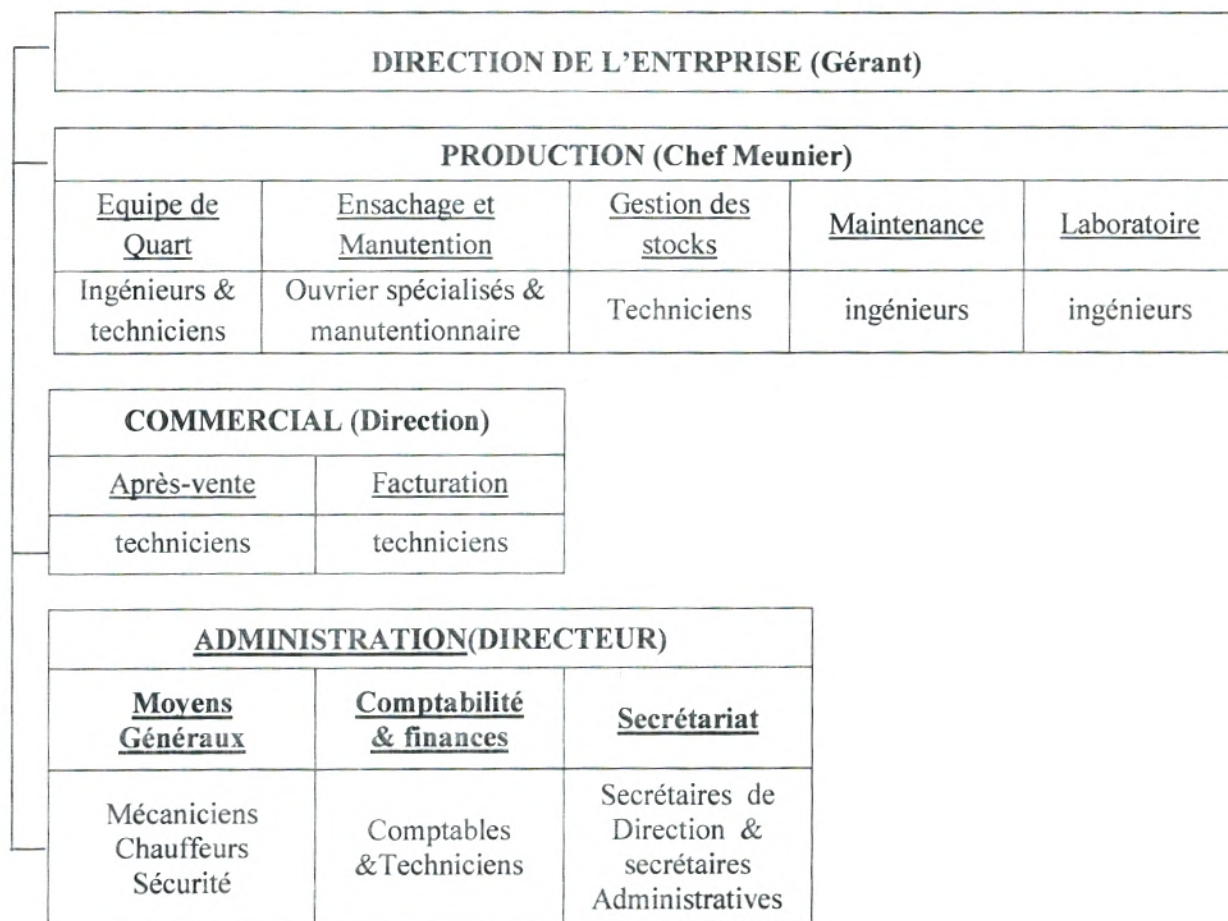 DIRECTION DE L'ENTRPRISE (Gérant)
PRODUCTION (Chef Meunier)
Equipe de
Quart
Ensachage et
Manutention
Gestion des
stocks
Maintenance
Laboratoire
Ingénieurs &
techniciens
Ouvrier spécialisés &
manutentionnaire
Techniciens
ingénieurs
ingénieurs
COMMERCIAL (Direction)
Après-vente
Facturation
techniciens
techniciens
ADMINISTRATION(DIRECTEUR)
Moyens
Généraux
Comptabilité
& finances
Secrétariat
Mécaniciens
Chauffeurs
Sécurité
Comptables
&Techniciens
Secrétaires de
Direction &
secrétaires
Administratives